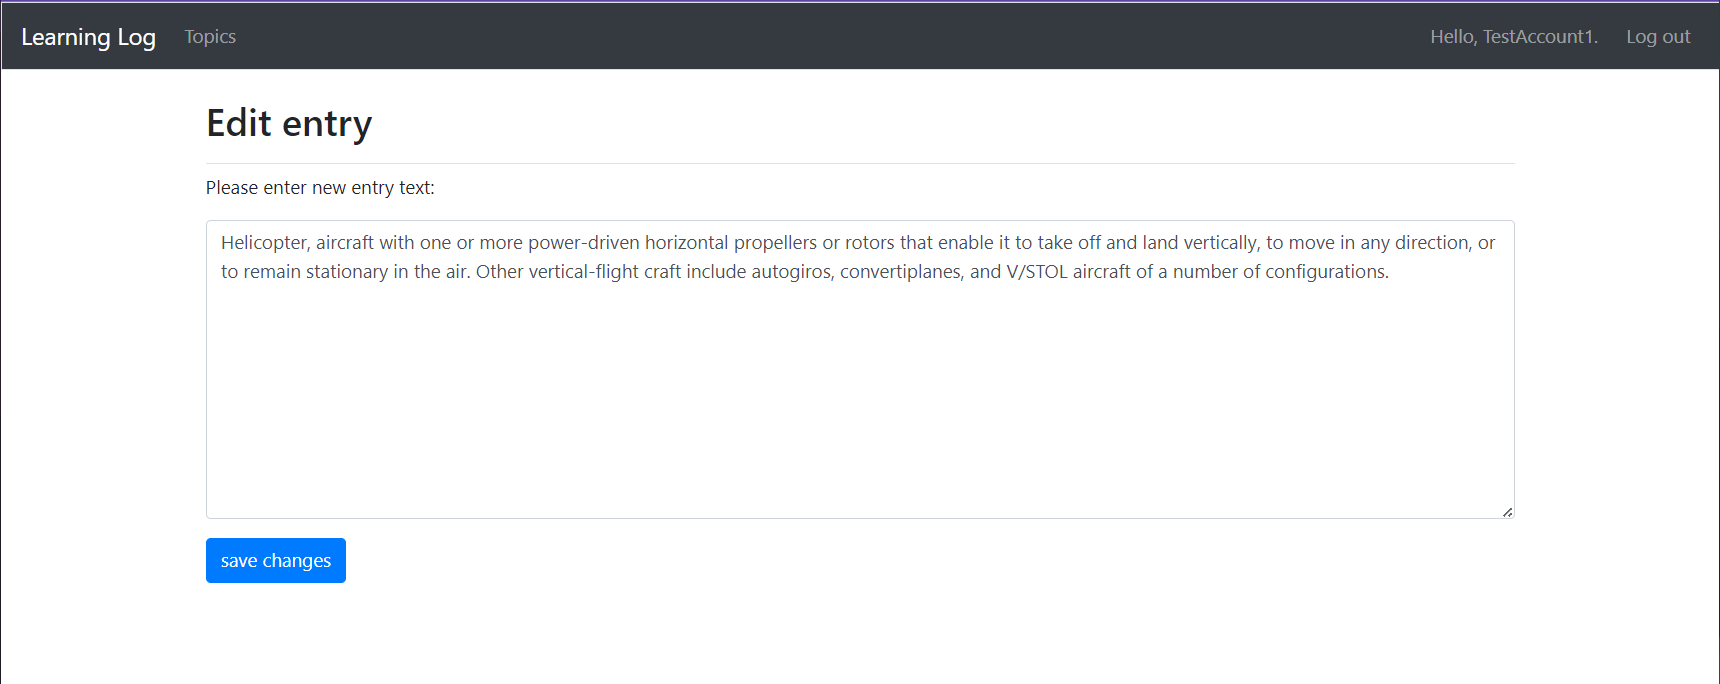 Learning Log Topics Hello, TestAccount1. Log out
Edit entry
Please enter new entry text:
Helicopter, aircraft with one or more power-driven horizontal propellers or rotors that enable it to take off and land vertically, to move in any direction, or
to remain stationary in the air. Other vertical-flight craft include autogiros, convertiplanes, and V/STOL aircraft of a number of configurations.
save changes